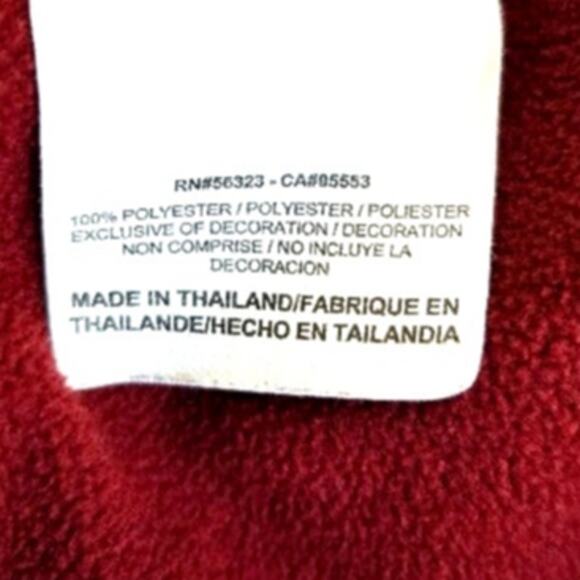 RN#56323 - CA#05553
100% POLYESTER / POLYESTER / POLIESTER
EXCLUSIVE OF DECORATION / DECORATION
NON COMPRISE / NO INCLUYE LA
DECORACION
MADE IN THAILAND/FABRIQUE EN
THAILANDE/HECHO EN TAILANDIA